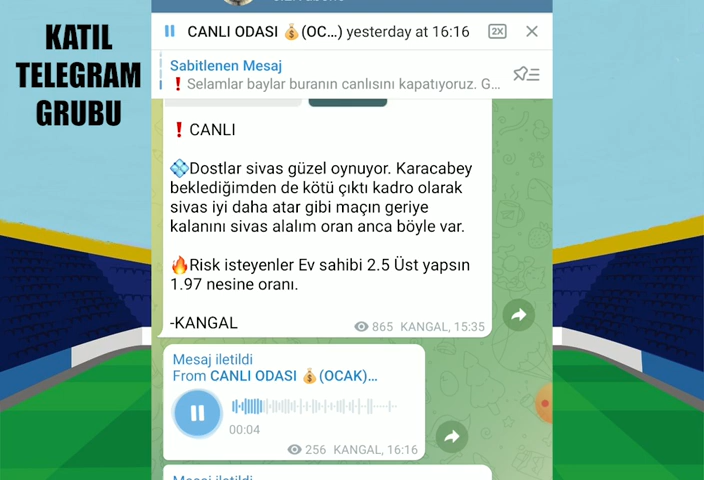 KATİL
TELEGRAM
GRUBU
CANLI ODASI 💰(OC...) yesterday at 16:16
2X
Sabitlenen Mesaj
❗ Selamlar baylar buranın canlısını kapatıyoruz. G...
❗ CANLI
💠Dostlar sivas güzel oynuyor. Karacabey
beklediğimden de kötü çıktı kadro olarak
sivas iyi daha atar gibi maçın geriye
kalanını sivas alalım oran anca böyle var.
🔥Risk isteyenler Ev sahibi 2.5 Üst yapsın
1.97 nesine oranı.
-KANGAL
865 KANGAL, 15:35
Mesaj iletildi
From CANLI ODASI 💰(OCAK)...
00:04
256 KANGAL, 16:16
Mesaj iletildi